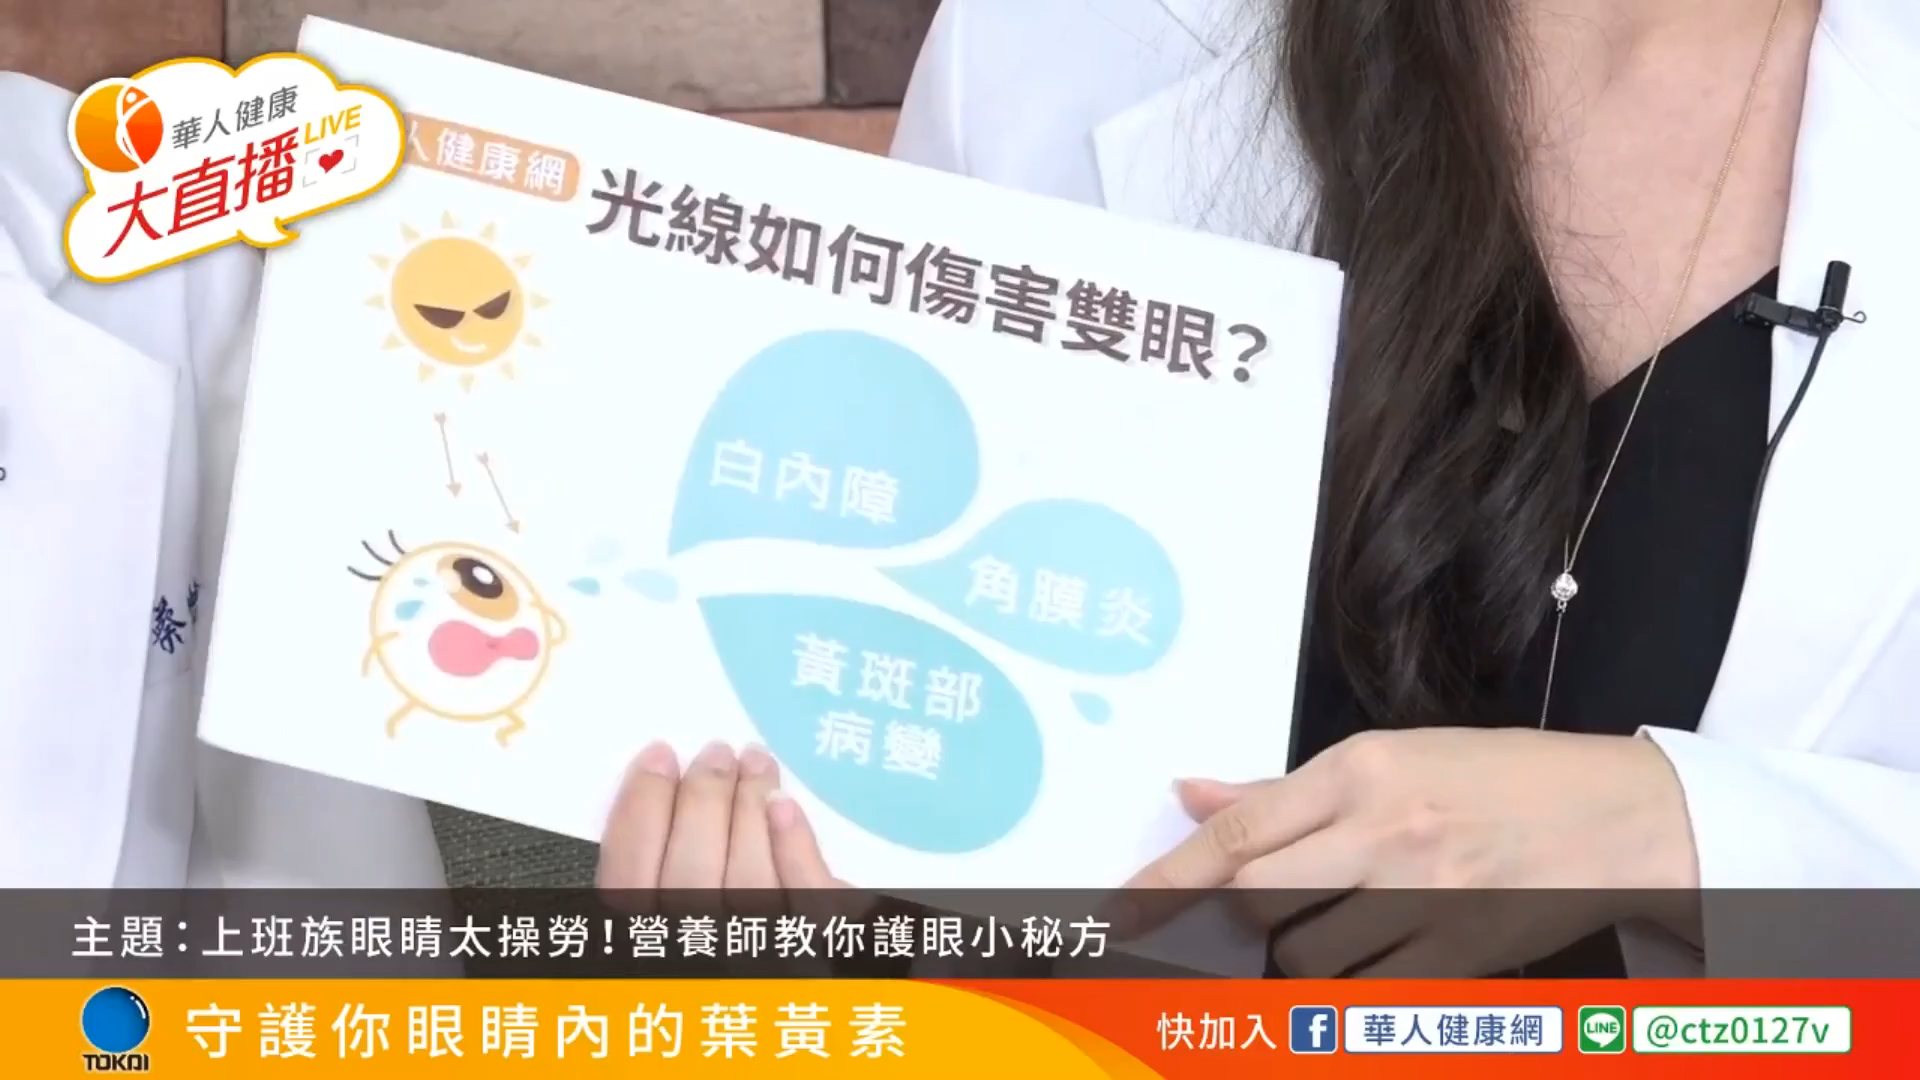 華人健康
大直播 LIVE
人健康網
光線如何傷害雙眼?
白內障
角膜炎
黃斑部
病變
蔡
主題：上班族眼睛太操勞！營養師教你護眼小秘方
TOKAI
守護你眼睛內的葉黃素
快加入 f 華人健康網 LINE @ctz0127v